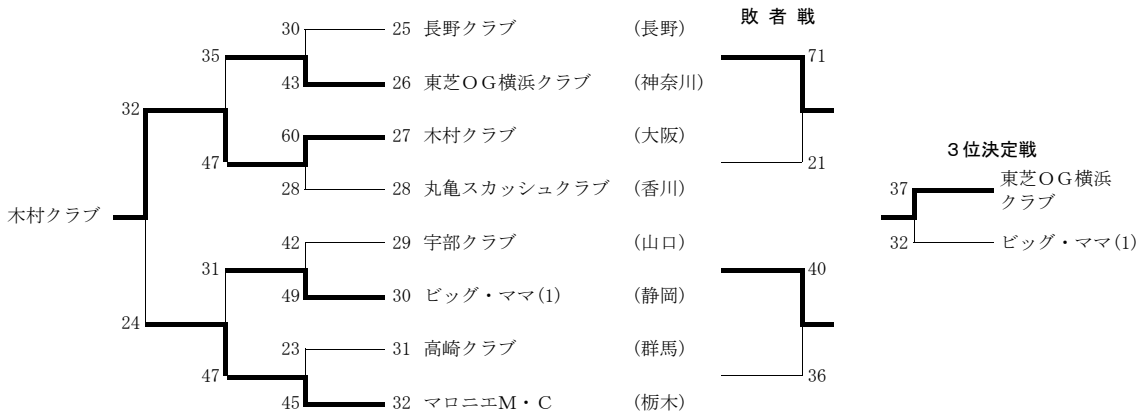 敗者戦
30 25 長野クラブ (長野)
35 71
43 26 東芝OG横浜クラブ (神奈川)
32
60 27 木村クラブ (大阪)
47 21
28 28 丸亀スカッシュクラブ (香川)
3位決定戦
37 東芝OG横浜
クラブ
木村クラブ
42 29 宇部クラブ (山口)
32 ビッグ・ママ(1)
31 40
49 30 ビッグ・ママ(1) (静岡)
24
23 31 高崎クラブ (群馬)
47 36
45 32 マロニエM・C (栃木)